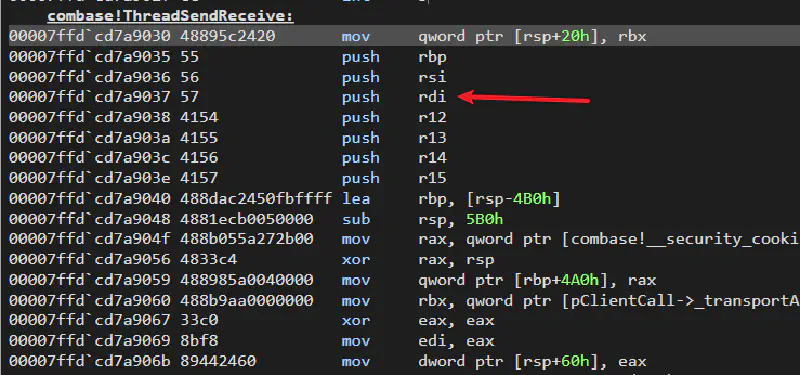 combase!ThreadSendReceive:
00007ffd`cd7a9030 48895c2420 mov qword ptr [rsp+20h], rbx
00007ffd`cd7a9035 55 push rbp
00007ffd`cd7a9036 56 push rsi
00007ffd`cd7a9037 57 push rdi
00007ffd`cd7a9038 4154 push r12
00007ffd`cd7a903a 4155 push r13
00007ffd`cd7a903c 4156 push r14
00007ffd`cd7a903e 4157 push r15
00007ffd`cd7a9040 488dac2450fbffff lea rbp, [rsp-4B0h]
00007ffd`cd7a9048 4881ecb0050000 sub rsp, 5B0h
00007ffd`cd7a904f 488b055a272b00 mov rax, qword ptr [combase!__security_cooki
00007ffd`cd7a9056 4833c4 xor rax, rsp
00007ffd`cd7a9059 488985a0040000 mov qword ptr [rbp+4A0h], rax
00007ffd`cd7a9060 488b9aa0000000 mov rbx, qword ptr [pClientCall->_transportA
00007ffd`cd7a9067 33c0 xor eax, eax
00007ffd`cd7a9069 8bf8 mov edi, eax
00007ffd`cd7a906b 89442460 mov dword ptr [rsp+60h], eax